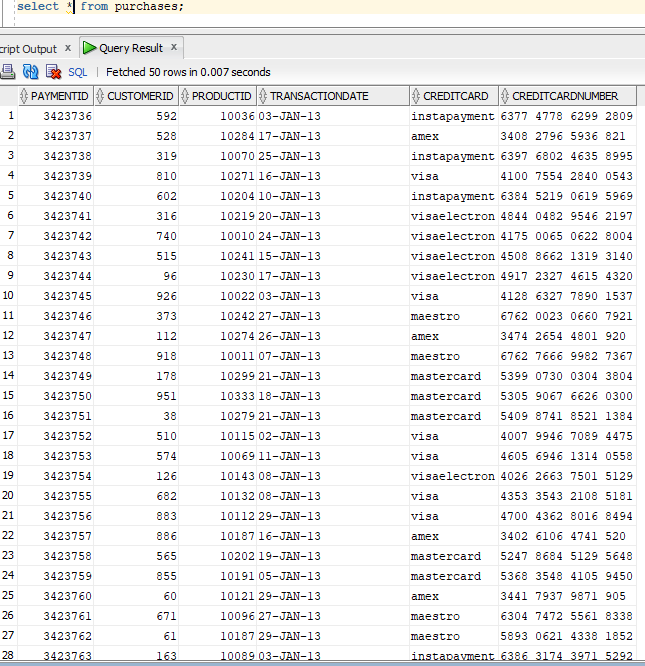 select * from purchases;
cript Output x Query Result x
SQL | Fetched 50 rows in 0.007 seconds
PAYMENTID CUSTOMERID PRODUCTID TRANSACTIONDATE CREDITCARD CREDITCARDNUMBER
1 3423736 592 10036 03-JAN-13 instapayment 6377 4778 6299 2809
2 3423737 528 10284 17-JAN-13 amex 3408 2796 5936 821
3 3423738 319 10070 25-JAN-13 instapayment 6397 6802 4635 8995
4 3423739 810 10271 16-JAN-13 visa 4100 7554 2840 0543
5 3423740 602 10204 10-JAN-13 instapayment 6384 5219 0619 5969
6 3423741 316 10219 20-JAN-13 visaelectron 4844 0482 9546 2197
7 3423742 740 10010 24-JAN-13 visaelectron 4175 0065 0622 8004
8 3423743 515 10241 15-JAN-13 visaelectron 4508 8662 1319 3140
9 3423744 96 10230 17-JAN-13 visaelectron 4917 2327 4615 4320
10 3423745 926 10022 03-JAN-13 visa 4128 6327 7890 1537
11 3423746 373 10242 27-JAN-13 maestro 6762 0023 0660 7921
12 3423747 112 10274 26-JAN-13 amex 3474 2654 4801 920
13 3423748 918 10011 07-JAN-13 maestro 6762 7666 9982 7367
14 3423749 178 10299 21-JAN-13 mastercard 5399 0730 0304 3804
15 3423750 951 10333 18-JAN-13 mastercard 5305 9067 6626 0300
16 3423751 38 10279 21-JAN-13 mastercard 5409 8741 8521 1384
17 3423752 510 10115 02-JAN-13 visa 4007 9946 7089 4475
18 3423753 574 10069 11-JAN-13 visa 4605 6946 1314 0558
19 3423754 126 10143 08-JAN-13 visaelectron 4026 2663 7501 5129
20 3423755 682 10132 08-JAN-13 visa 4353 3543 2108 5181
21 3423756 883 10112 29-JAN-13 visa 4700 4362 8016 8494
22 3423757 886 10187 16-JAN-13 amex 3402 6106 4741 520
23 3423758 565 10202 19-JAN-13 mastercard 5247 8684 5129 5648
24 3423759 855 10191 05-JAN-13 mastercard 5368 3548 4105 9450
25 3423760 60 10121 29-JAN-13 amex 3441 7937 9871 905
26 3423761 671 10096 27-JAN-13 maestro 6304 7472 5561 8338
27 3423762 61 10187 29-JAN-13 maestro 5893 0621 4338 1852
28 3423763 163 10089 03-JAN-13 instapayment 6386 3174 3971 5292